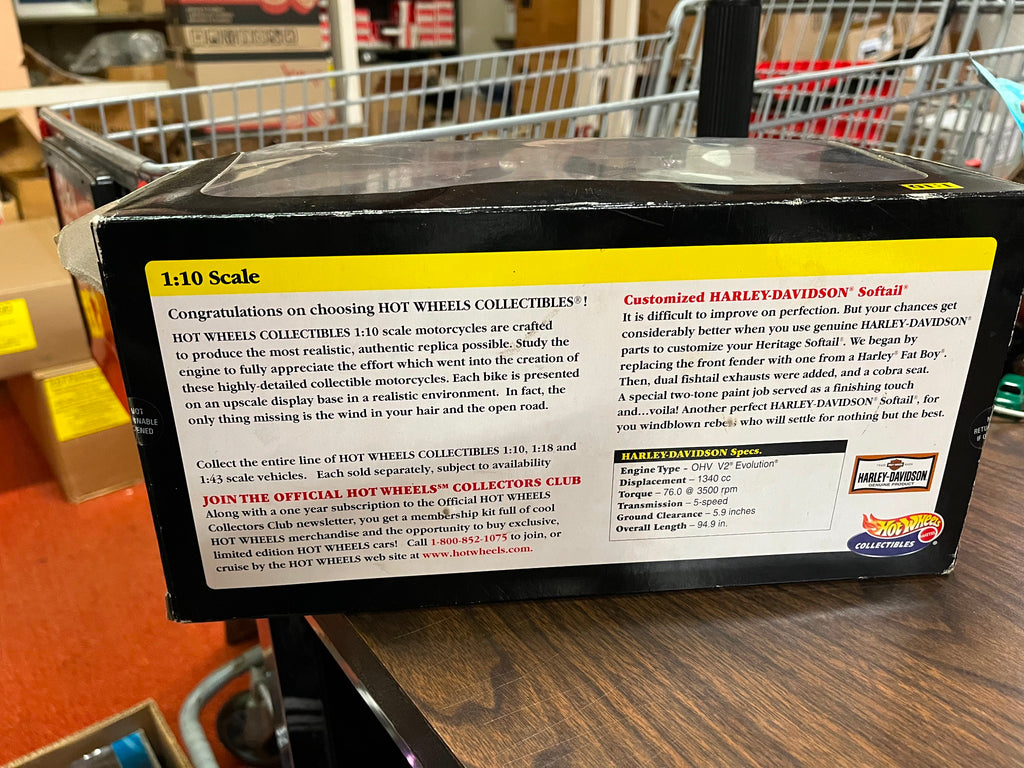 1:10 Scale
Congratulations on choosing HOT WHEELS COLLECTIBLES®!
HOT WHEELS COLLECTIBLES 1:10 scale motorcycles are crafted
to produce the most realistic, authentic replica possible. Study the
engine to fully appreciate the effort which went into the creation of
these highly-detailed collectible motorcycles. Each bike is presented
on an upscale display base in a realistic environment. In fact, the
only thing missing is the wind in your hair and the open road.
Collect the entire line of HOT WHEELS COLLECTIBLES 1:10, 1:18 and
1:43 scale vehicles. Each sold separately, subject to availability
JOIN THE OFFICIAL HOT WHEELS℠ COLLECTORS CLUB
Along with a one year subscription to the Official HOT WHEELS
Collectors Club newsletter, you get a membership kit full of cool
HOT WHEELS merchandise and the opportunity to buy exclusive,
limited edition HOT WHEELS cars! Call 1-800-852-1075 to join, or
cruise by the HOT WHEELS web site at www.hotwheels.com.
Customized HARLEY-DAVIDSON® Softail®
It is difficult to improve on perfection. But your chances get
considerably better when you use genuine HARLEY-DAVIDSON®
parts to customize your Heritage Softail®. We began by
replacing the front fender with one from a Harley® Fat Boy®.
Then, dual fishtail exhausts were added, and a cobra seat.
A special two-tone paint job served as a finishing touch
and...voila! Another perfect HARLEY-DAVIDSON® Softail®, for
you windblown rebels who will settle for nothing but the best.
HARLEY-DAVIDSON Specs.
Engine Type - OHV V2® Evolution®
Displacement – 1340 cc
Torque – 76.0 @ 3500 rpm
Transmission – 5-speed
Ground Clearance – 5.9 inches
Overall Length – 94.9 in.
HARLEY-DAVIDSON
GENUINE PRODUCT
Hot Wheels
MATTEL
COLLECTIBLES